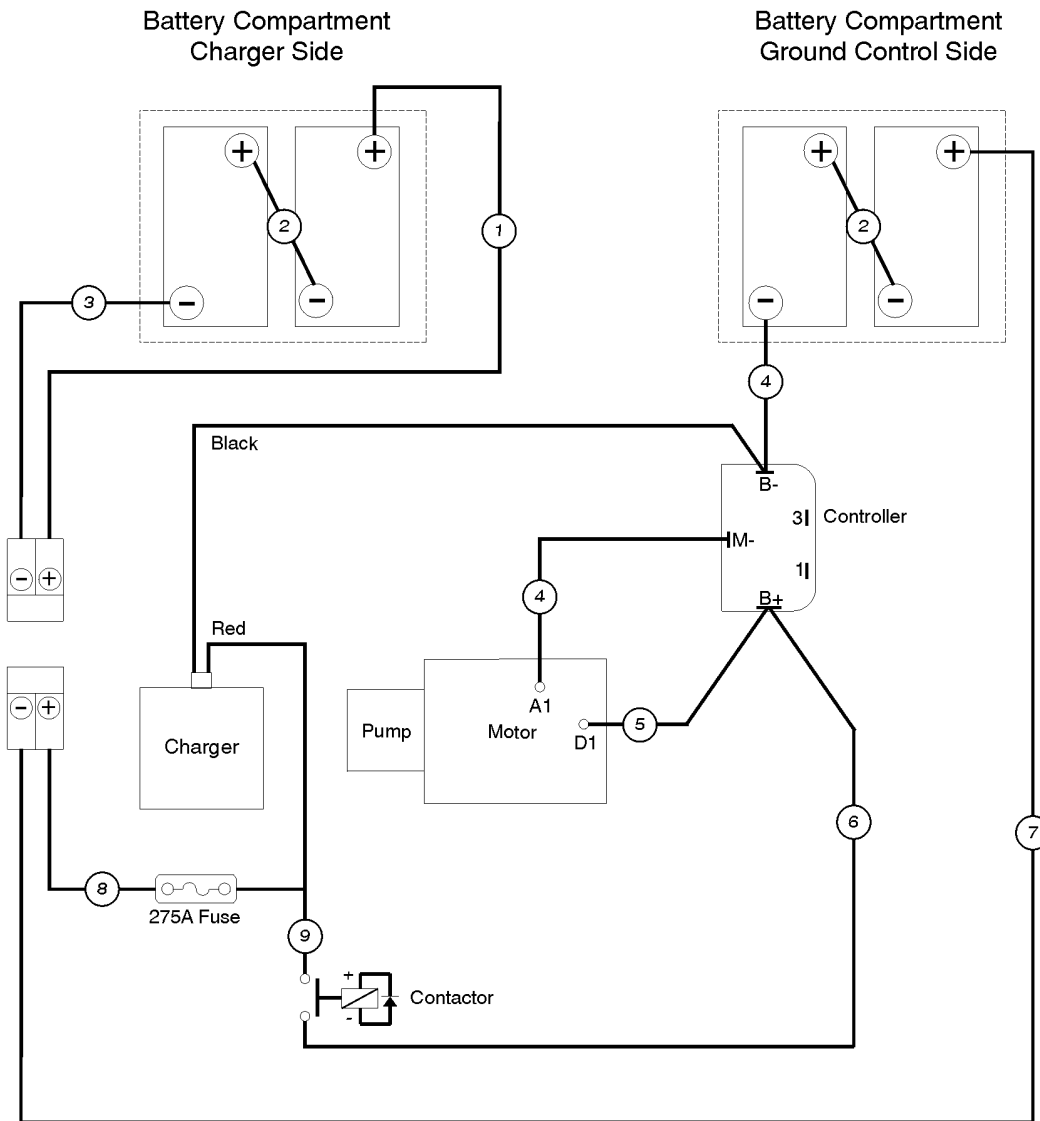 Battery Compartment
Charger Side
Battery Compartment
Ground Control Side
+ + + +
2 1 2
- - - -
3
4
Black
B-
3 Controller
M-
1
B+
- +
4
Red
- +
A1
Pump Motor 5
D1
Charger
6
7
8
275A Fuse
9
+
Contactor
-